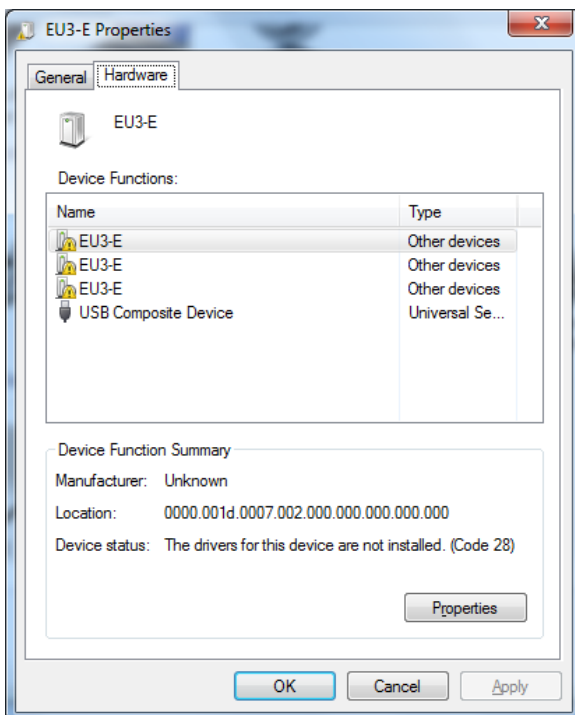 EU3-E Properties
General Hardware
EU3-E
Device Functions:
Name Type
EU3-E Other devices
EU3-E Other devices
EU3-E Other devices
USB Composite Device Universal Se...
Device Function Summary
Manufacturer: Unknown
Location: 0000.001d.0007.002.000.000.000.000.000
Device status: The drivers for this device are not installed. (Code 28)
Properties
OK Cancel Apply